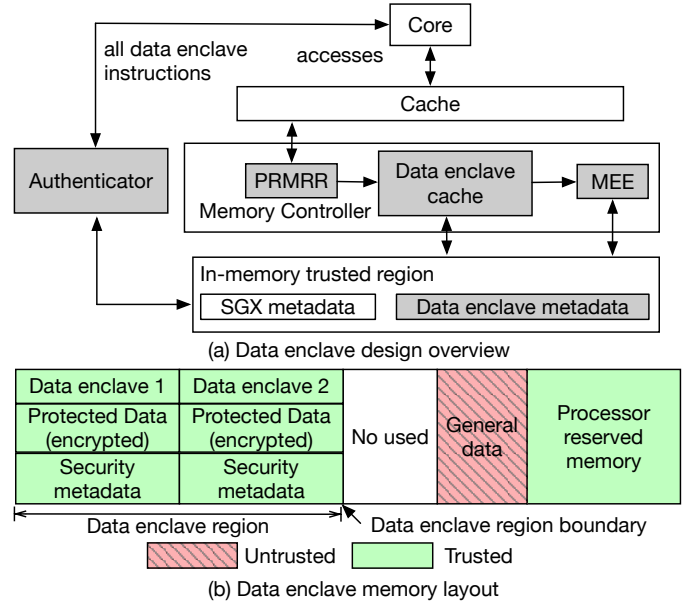 Core
all data enclave
instructions
accesses
Cache
Authenticator
PRMRR
Data enclave
cache
MEE
Memory Controller
In-memory trusted region
SGX metadata
Data enclave metadata
(a) Data enclave design overview
Data enclave 1
Data enclave 2
Protected Data
(encrypted)
Protected Data
(encrypted)
Security
metadata
Security
metadata
No used
General
data
Processor
reserved
memory
Data enclave region
Data enclave region boundary
Untrusted
Trusted
(b) Data enclave memory layout